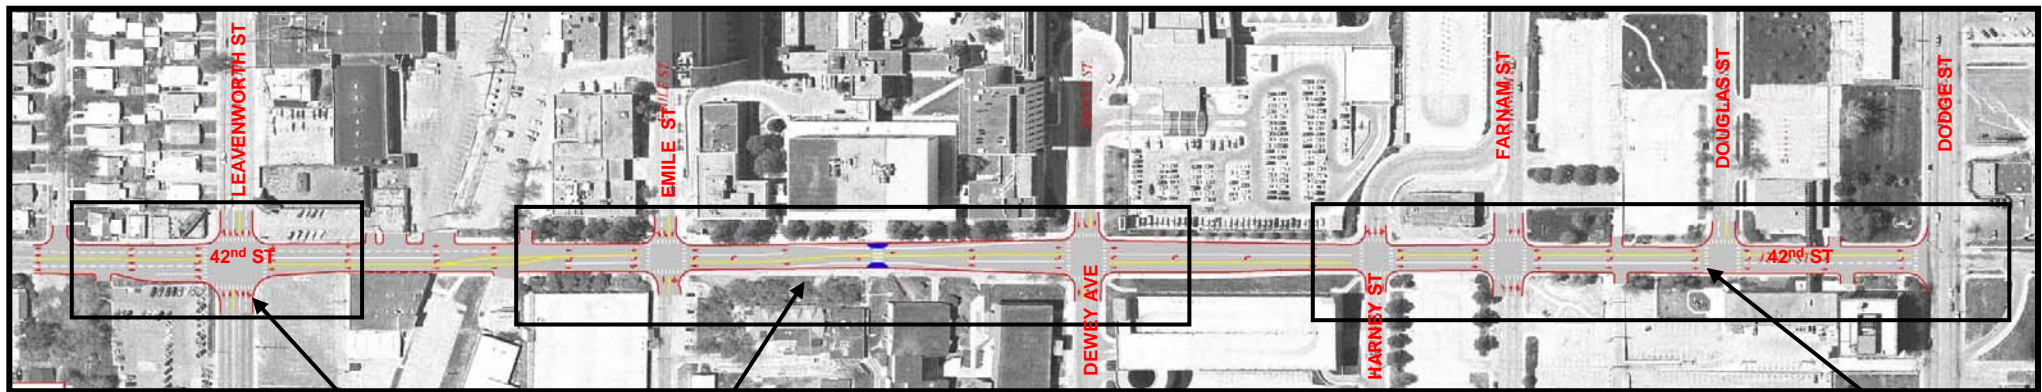 LEAVENWORTH ST
EMILE ST
FARNAM ST
DOUGLAS ST
DODGE ST
42nd ST
42nd ST
DEWEY AVE
HARNEY ST